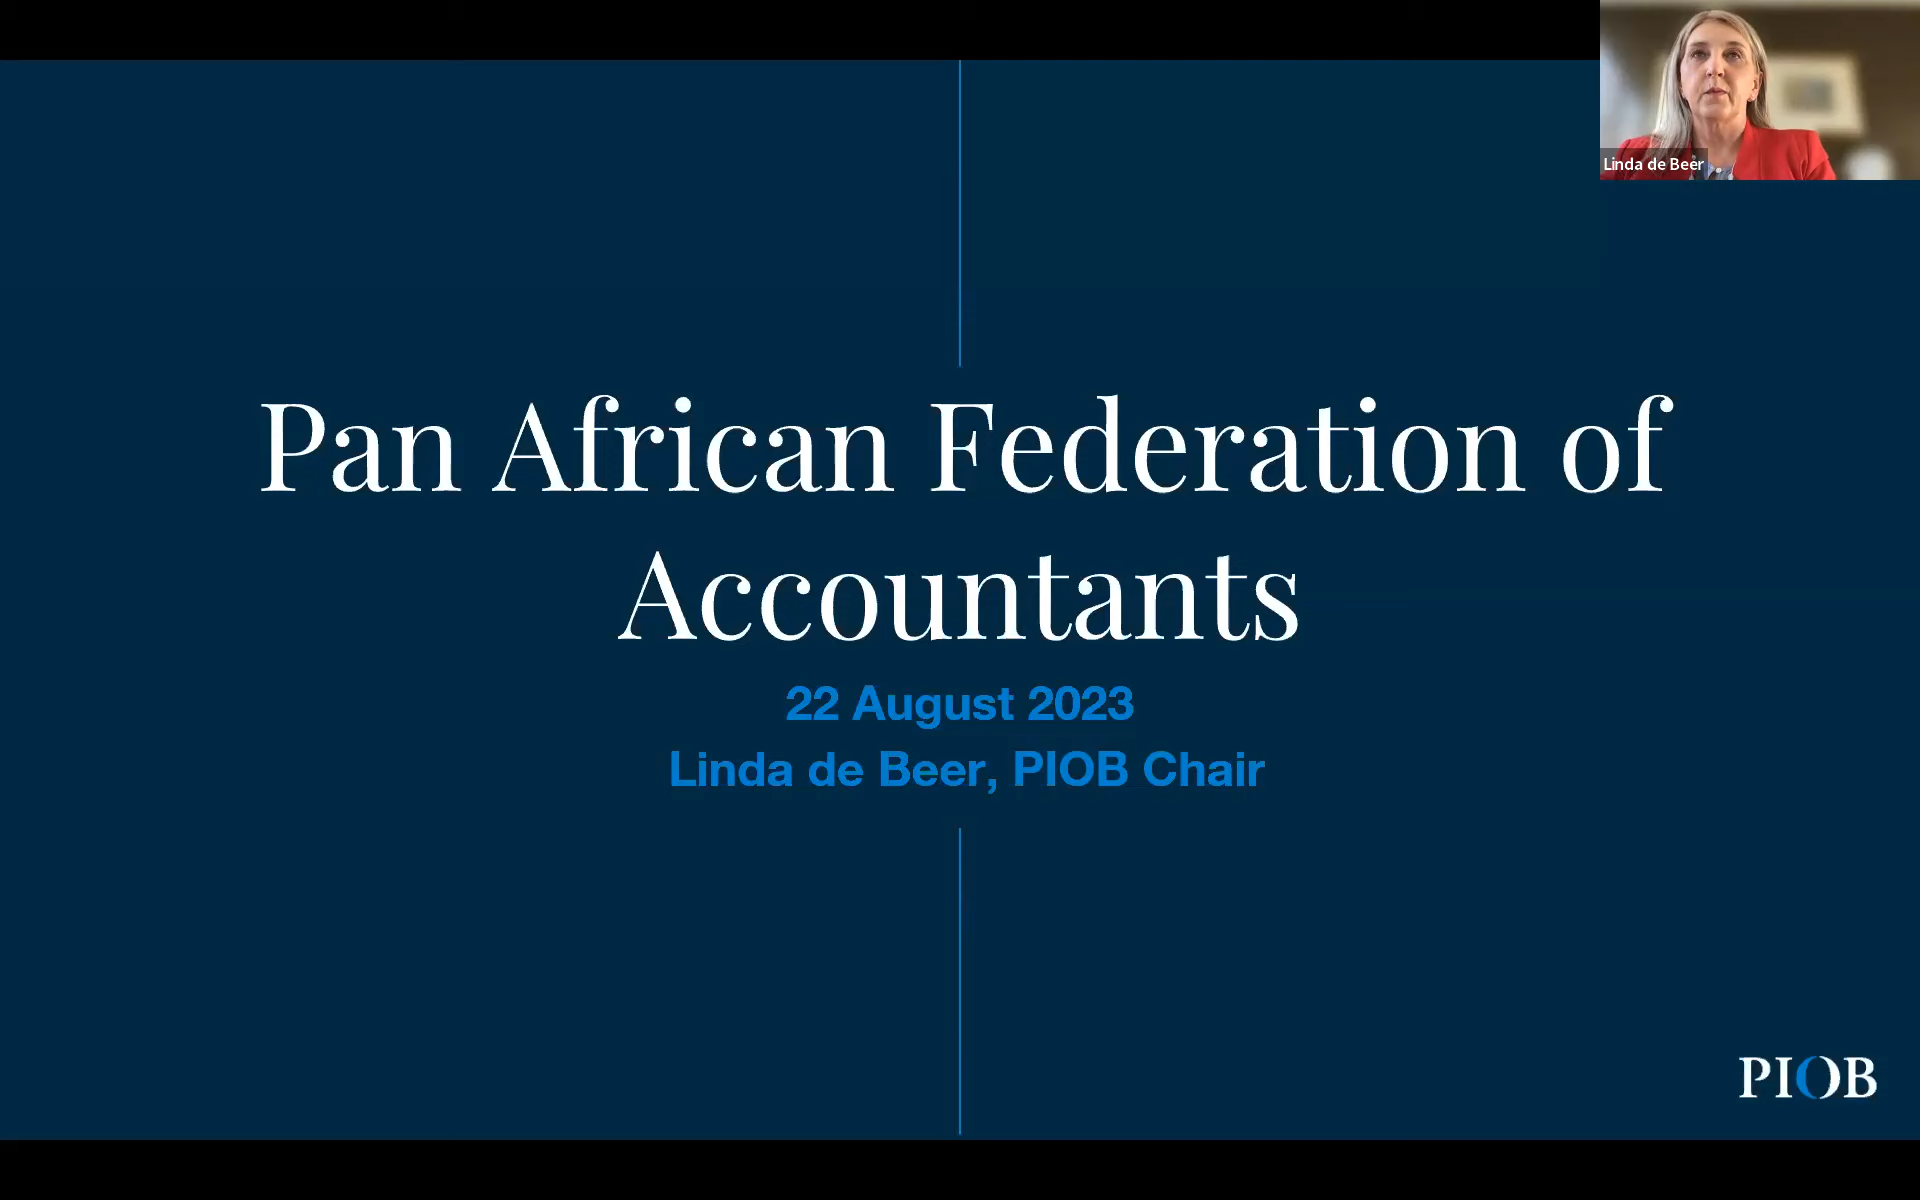 Linda de Beer
Pan African Federation of
Accountants
22 August 2023
Linda de Beer, PIOB Chair
PIOB